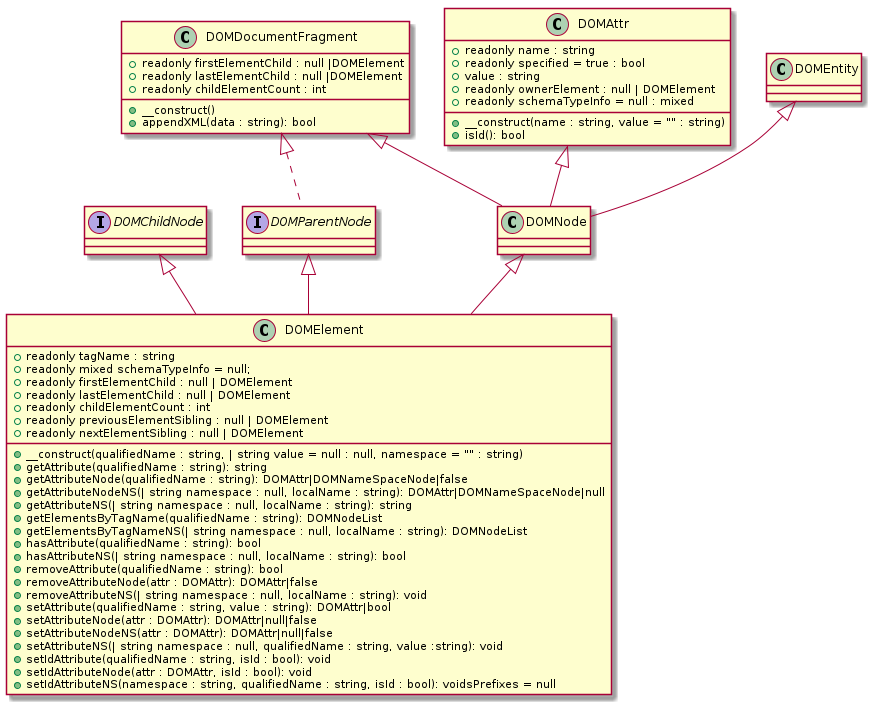 C DOMDocumentFragment
readonly firstElementChild : null |DOMElement
readonly lastElementChild : null |DOMElement
readonly childElementCount : int
__construct()
appendXML(data : string): bool
C DOMAttr
readonly name : string
readonly specified = true : bool
value : string
readonly ownerElement : null | DOMElement
readonly schemaTypeInfo = null : mixed
__construct(name : string, value = "" : string)
isId(): bool
C DOMEntity
I DOMChildNode
I DOMParentNode
C DOMNode
C DOMElement
readonly tagName : string
readonly mixed schemaTypeInfo = null;
readonly firstElementChild : null | DOMElement
readonly lastElementChild : null | DOMElement
readonly childElementCount : int
readonly previousElementSibling : null | DOMElement
readonly nextElementSibling : null | DOMElement
__construct(qualifiedName : string, | string value = null : null, namespace = "" : string)
getAttribute(qualifiedName : string): string
getAttributeNode(qualifiedName : string): DOMAttr|DOMNameSpaceNode|false
getAttributeNodeNS(| string namespace : null, localName : string): DOMAttr|DOMNameSpaceNode|null
getAttributeNS(| string namespace : null, localName : string): string
getElementsByTagName(qualifiedName : string): DOMNodeList
getElementsByTagNameNS(| string namespace : null, localName : string): DOMNodeList
hasAttribute(qualifiedName : string): bool
hasAttributeNS(| string namespace : null, localName : string): bool
removeAttribute(qualifiedName : string): bool
removeAttributeNode(attr : DOMAttr): DOMAttr|false
removeAttributeNS(| string namespace : null, localName : string): void
setAttribute(qualifiedName : string, value : string): DOMAttr|bool
setAttributeNode(attr : DOMAttr): DOMAttr|null|false
setAttributeNodeNS(attr : DOMAttr): DOMAttr|null|false
setAttributeNS(| string namespace : null, qualifiedName : string, value :string): void
setIdAttribute(qualifiedName : string, isId : bool): void
setIdAttributeNode(attr : DOMAttr, isId : bool): void
setIdAttributeNS(namespace : string, qualifiedName : string, isId : bool): voidsPrefixes = null